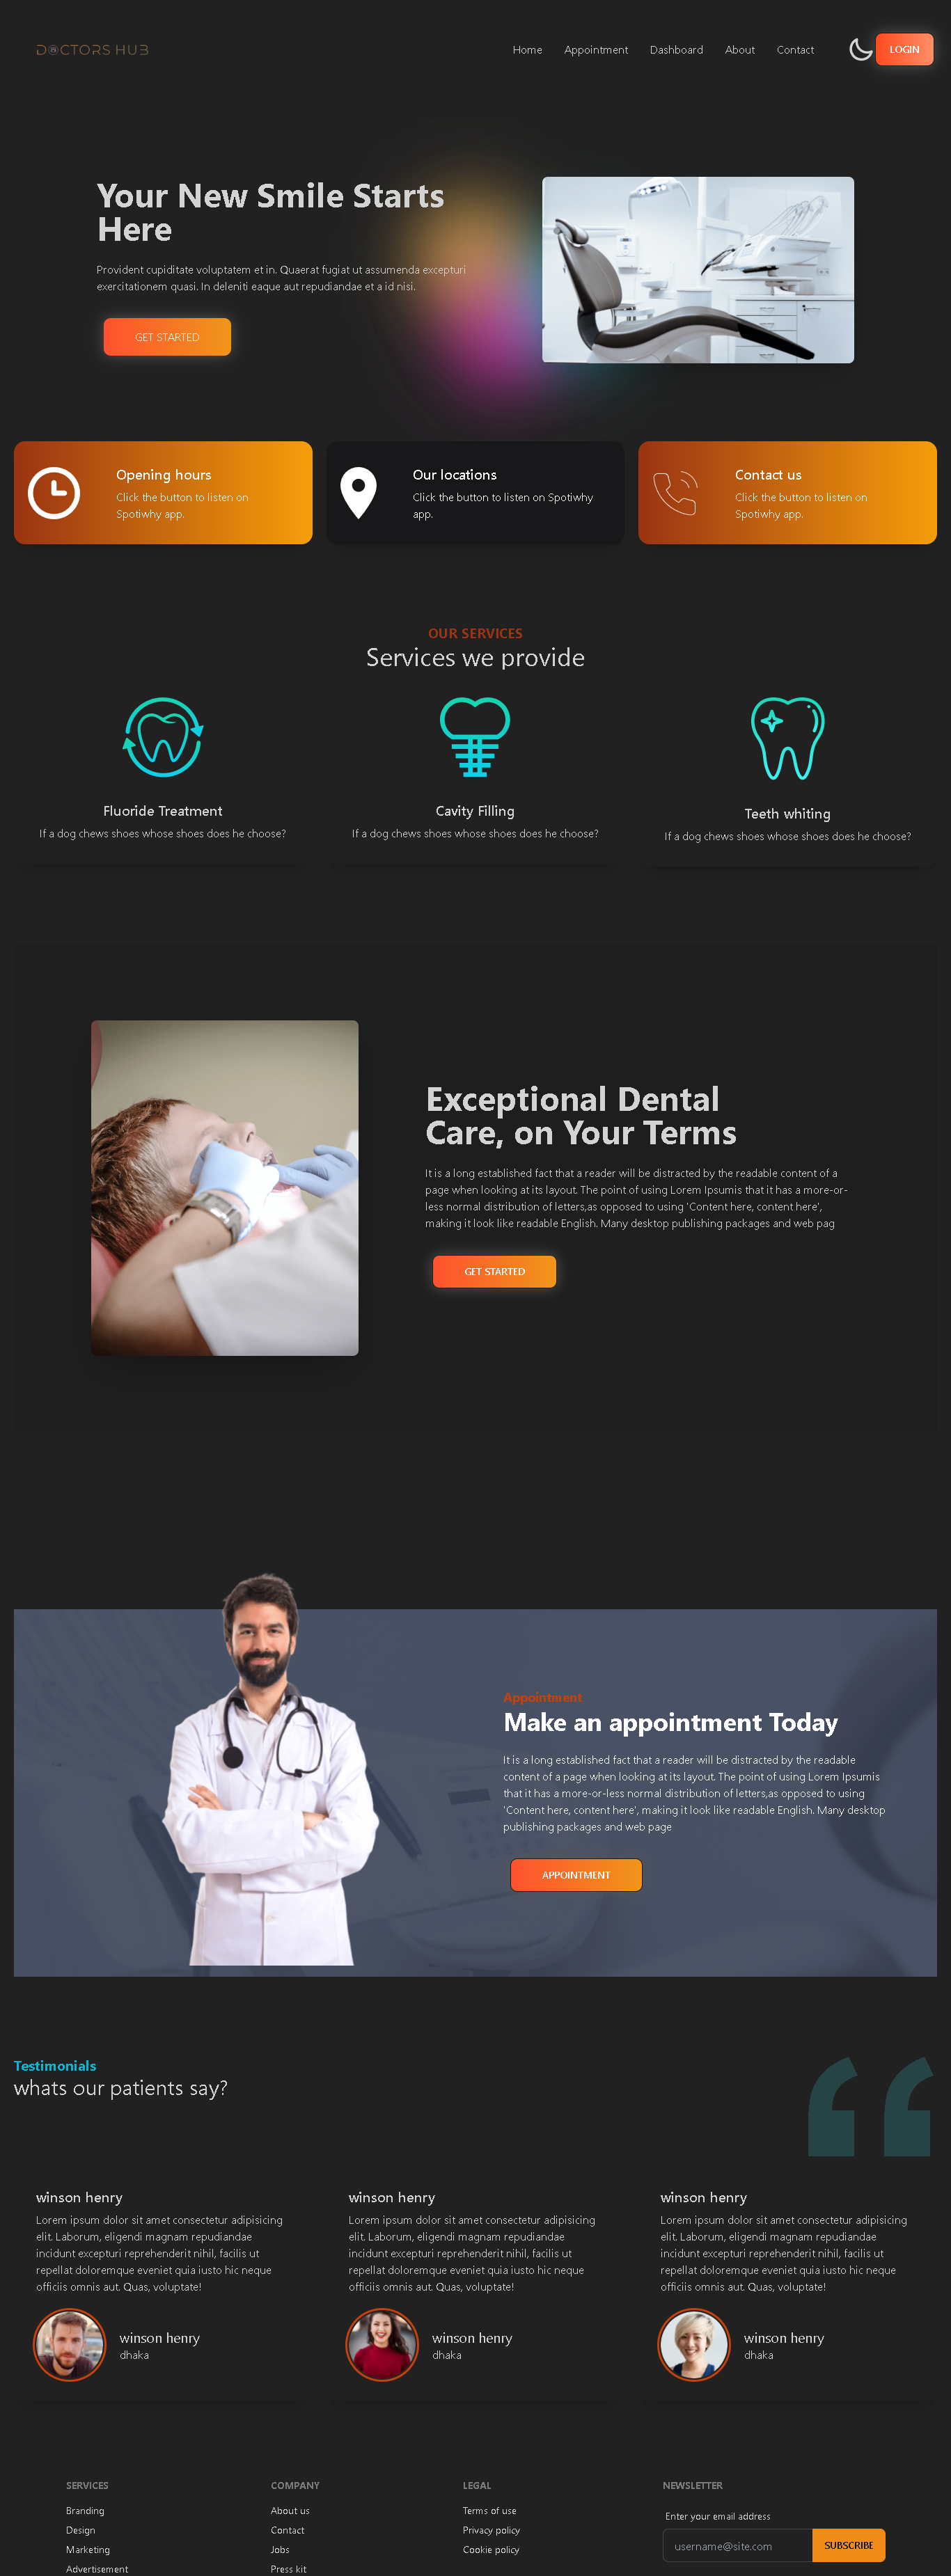 DOCTORS HUB
Home Appointment Dashboard About Contact LOGIN
Your New Smile Starts
Here
Provident cupiditate voluptatem et in. Quaerat fugiat ut assumenda excepturi
exercitationem quasi. In deleniti eaque aut repudiandae et a id nisi.
GET STARTED
Opening hours
Click the button to listen on
Spotiwhy app.
Our locations
Click the button to listen on Spotiwhy
app.
Contact us
Click the button to listen on
Spotiwhy app.
OUR SERVICES
Services we provide
Fluoride Treatment
If a dog chews shoes whose shoes does he choose?
Cavity Filling
If a dog chews shoes whose shoes does he choose?
Teeth whiting
If a dog chews shoes whose shoes does he choose?
Exceptional Dental
Care, on Your Terms
It is a long established fact that a reader will be distracted by the readable content of a
page when looking at its layout. The point of using Lorem Ipsumis that it has a more-or-
less normal distribution of letters,as opposed to using 'Content here, content here',
making it look like readable English. Many desktop publishing packages and web pag
GET STARTED
Appointment
Make an appointment Today
It is a long established fact that a reader will be distracted by the readable
content of a page when looking at its layout. The point of using Lorem Ipsumis
that it has a more-or-less normal distribution of letters,as opposed to using
'Content here, content here', making it look like readable English. Many desktop
publishing packages and web page
APPOINTMENT
Testimonials
whats our patients say?
winson henry
Lorem ipsum dolor sit amet consectetur adipisicing
elit. Laborum, eligendi magnam repudiandae
incidunt excepturi reprehenderit nihil, facilis ut
repellat doloremque eveniet quia iusto hic neque
officiis omnis aut. Quas, voluptate!
winson henry
dhaka
winson henry
Lorem ipsum dolor sit amet consectetur adipisicing
elit. Laborum, eligendi magnam repudiandae
incidunt excepturi reprehenderit nihil, facilis ut
repellat doloremque eveniet quia iusto hic neque
officiis omnis aut. Quas, voluptate!
winson henry
dhaka
winson henry
Lorem ipsum dolor sit amet consectetur adipisicing
elit. Laborum, eligendi magnam repudiandae
incidunt excepturi reprehenderit nihil, facilis ut
repellat doloremque eveniet quia iusto hic neque
officiis omnis aut. Quas, voluptate!
winson henry
dhaka
SERVICES
Branding
Design
Marketing
Advertisement
COMPANY
About us
Contact
Jobs
Press kit
LEGAL
Terms of use
Privacy policy
Cookie policy
NEWSLETTER
Enter your email address
username@site.com SUBSCRIBE